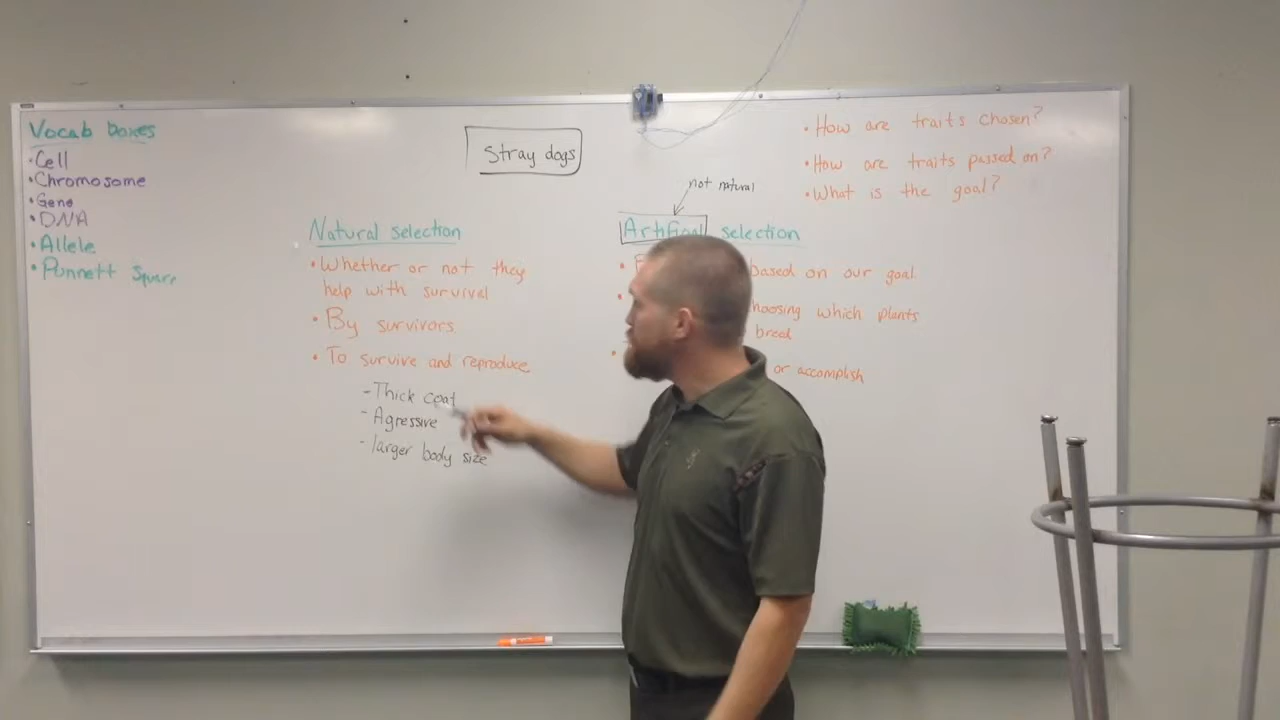 Vocab boxes
• Cell
• Chromosome
• Gene
• DNA
• Allele
• Punnett Square
Stray dogs
• How are traits chosen?
• How are traits passed on?
• What is the goal?
not natural
Natural selection
• Whether or not they
help with survival
• By survivors
• To survive and reproduce
- Thick coat
- Agressive
- larger body size
Artificial selection
• based on our goal.
• choosing which plants
breed
• or accomplish